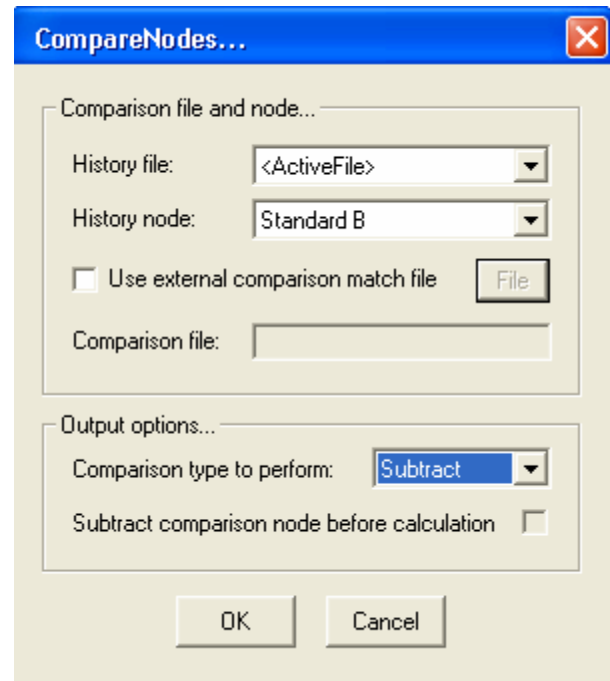 CompareNodes...
Comparison file and node...
History file: <ActiveFile>
History node: Standard B
Use external comparison match file File
Comparison file:
Output options...
Comparison type to perform: Subtract
Subtract comparison node before calculation
OK Cancel